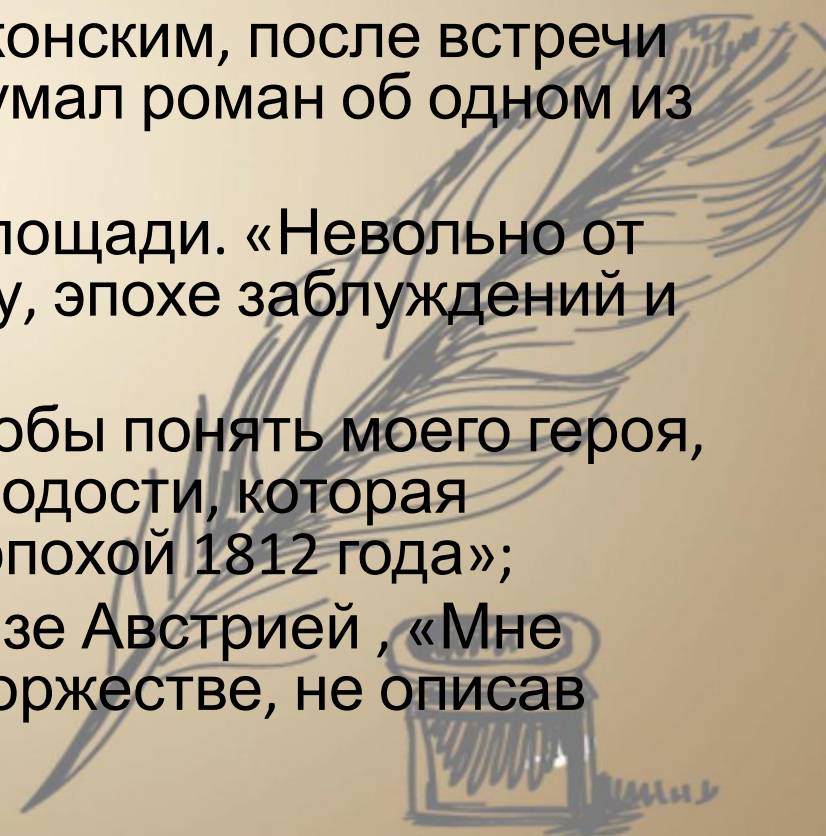 конским, после встречи
умал роман об одном из
лощади. «Невольно от
у, эпохе заблуждений и
обы понять моего героя,
одости, которая
эпохой 1812 года»;
зе Австрией , «Мне
оржестве, не описав